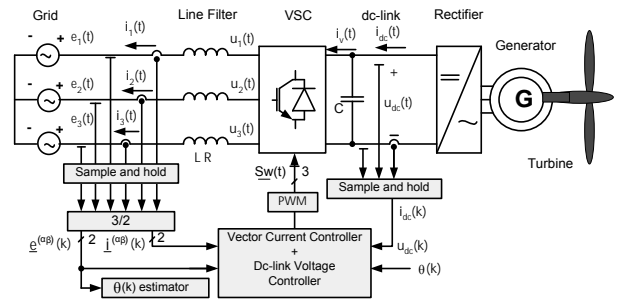 Grid
Line Filter
VSC
dc-link
Rectifier
- e1(t) +
i1(t)
u1(t)
iv(t)
idc(t)
Generator
- e2(t) +
i2(t)
u2(t)
+
udc(t)
C
=
~
G
- e3(t) +
i3(t)
u3(t)
L R
–
Turbine
Sample and hold
Sw(t)
3
Sample and hold
PWM
idc(k)
3/2
e(αβ)(k)
2
i(αβ)(k)
2
Vector Current Controller
+
Dc-link Voltage
Controller
udc(k)
θ(k)
θ(k) estimator